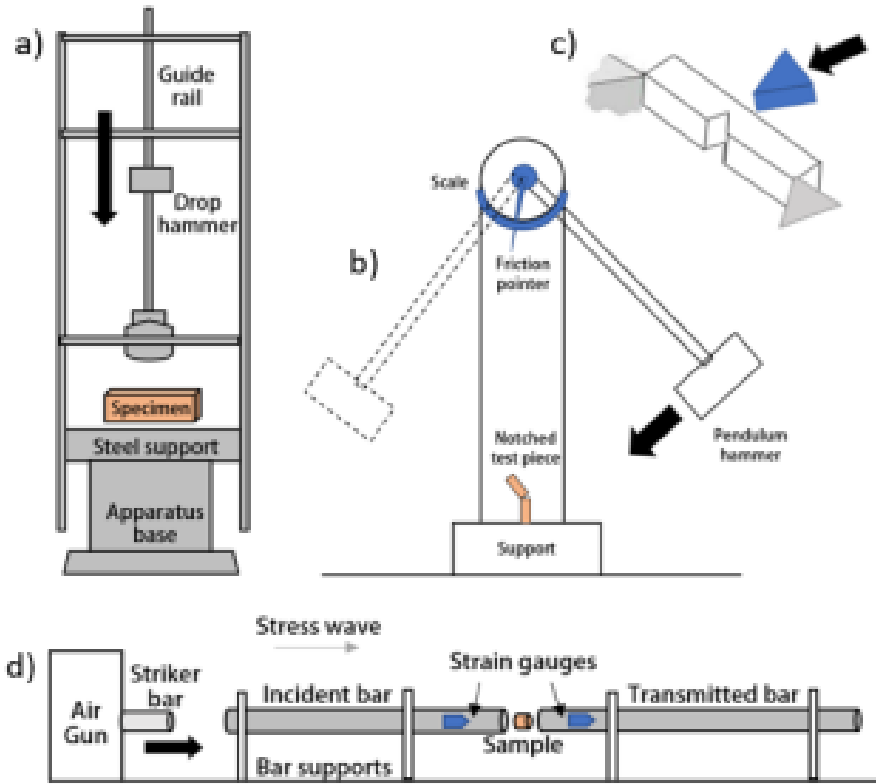 a)
Guide
rail
Drop
hammer
Specimen
Steel support
Apparatus
base
b)
Scale
Friction
pointer
Notched
test piece
Pendulum
hammer
Support
c)
d)
Stress wave
Striker
bar
Air
Gun
Incident bar
Strain gauges
Transmitted bar
Sample
Bar supports